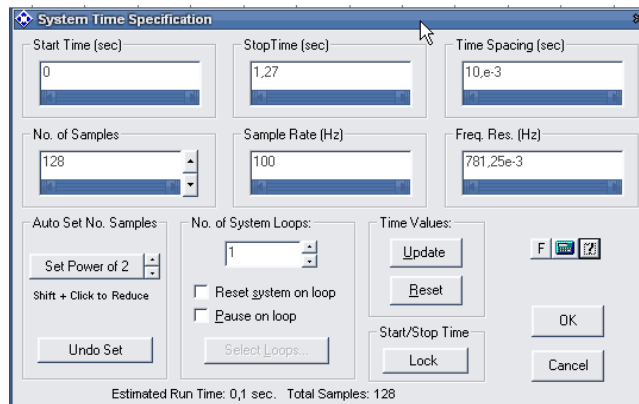 System Time Specification
Start Time (sec)
StopTime (sec)
Time Spacing (sec)
0
1,27
10,e-3
No. of Samples
Sample Rate (Hz)
Freq. Res. (Hz)
128
100
781,25e-3
Auto Set No. Samples
No. of System Loops:
Time Values:
Set Power of 2
1
Update
F
Shift + Click to Reduce
Reset system on loop
Reset
Pause on loop
Start/Stop Time
OK
Undo Set
Select Loops...
Lock
Cancel
Estimated Run Time: 0,1 sec. Total Samples: 128